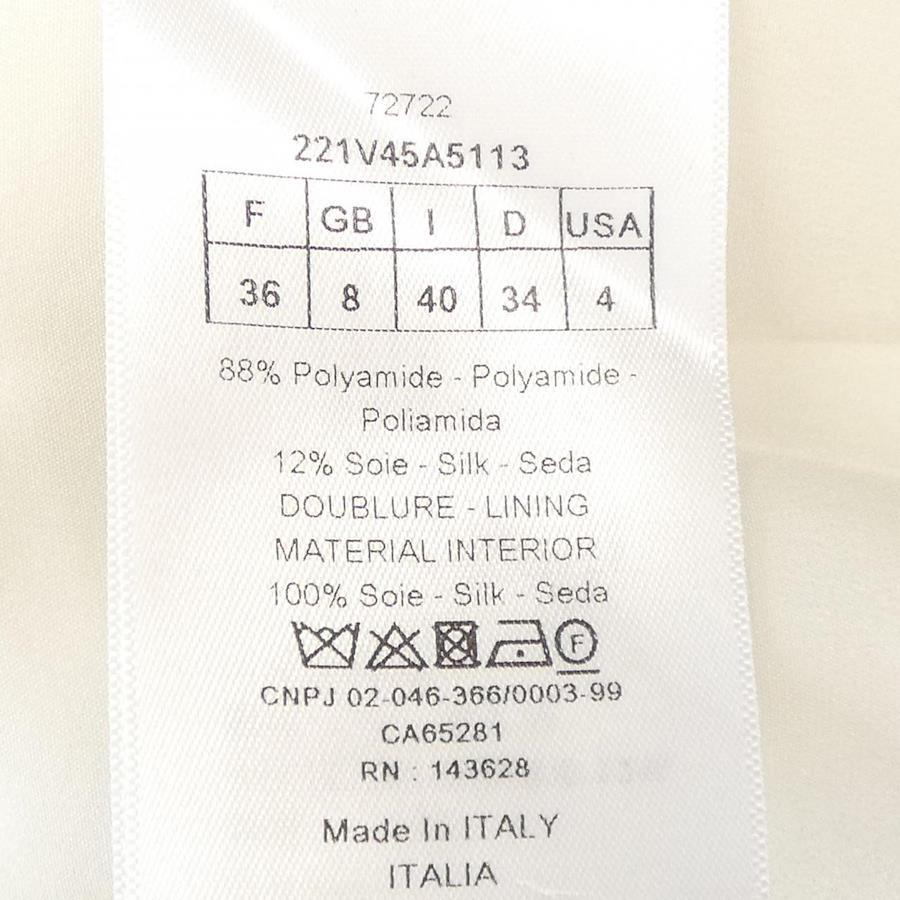 72722
221V45A5113
F GB I D USA
36 8 40 34 4
88% Polyamide - Polyamide -
Poliamida
12% Soie - Silk - Seda
DOUBLURE - LINING
MATERIAL INTERIOR
100% Soie - Silk - Seda
F
CNPJ 02-046-366/0003-99
CA65281
RN : 143628
Made In ITALY
ITALIA